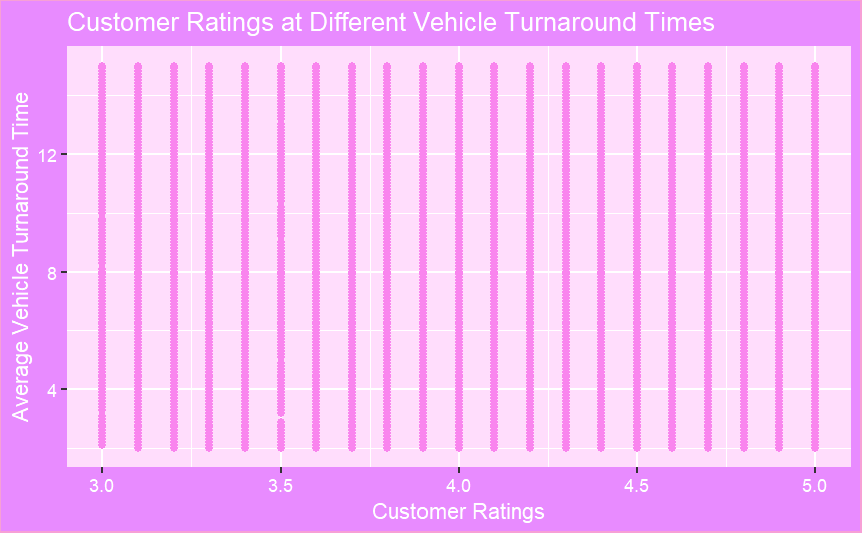 Customer Ratings at Different Vehicle Turnaround Times
Average Vehicle Turnaround Time
12
8
4
3.0 3.5 4.0 4.5 5.0
Customer Ratings